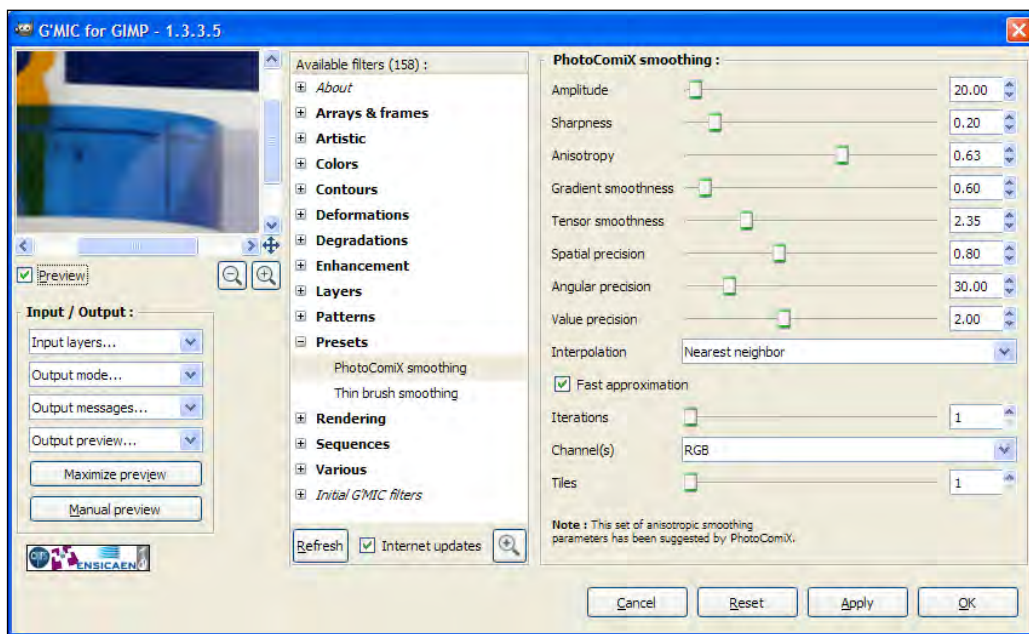 G'MIC for GIMP - 1.3.3.5
Preview
Input / Output :
Input layers...
Output mode...
Output messages...
Output preview...
Maximize preview
Manual preview
ENSICAEN
Available filters (158) :
About
Arrays & frames
Artistic
Colors
Contours
Deformations
Degradations
Enhancement
Layers
Patterns
Presets
PhotoComiX smoothing
Thin brush smoothing
Rendering
Sequences
Various
Initial G'MIC filters
Refresh
Internet updates
PhotoComiX smoothing :
Amplitude 20.00
Sharpness 0.20
Anisotropy 0.63
Gradient smoothness 0.60
Tensor smoothness 2.35
Spatial precision 0.80
Angular precision 30.00
Value precision 2.00
Interpolation Nearest neighbor
Fast approximation
Iterations 1
Channel(s) RGB
Tiles 1
Note : This set of anisotropic smoothing
parameters has been suggested by PhotoComiX.
Cancel Reset Apply OK